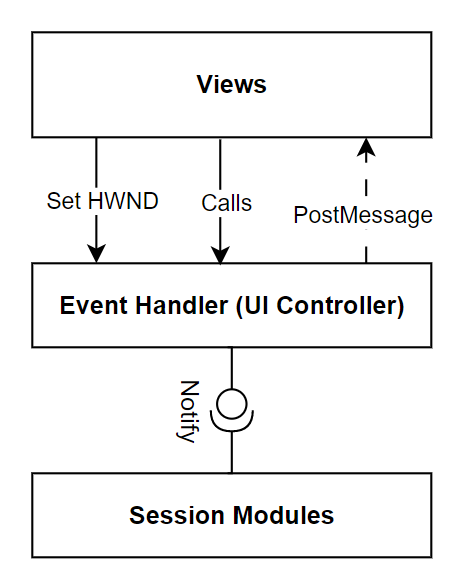 Views
Set HWND
Calls
PostMessage
Event Handler (UI Controller)
Notify
Session Modules